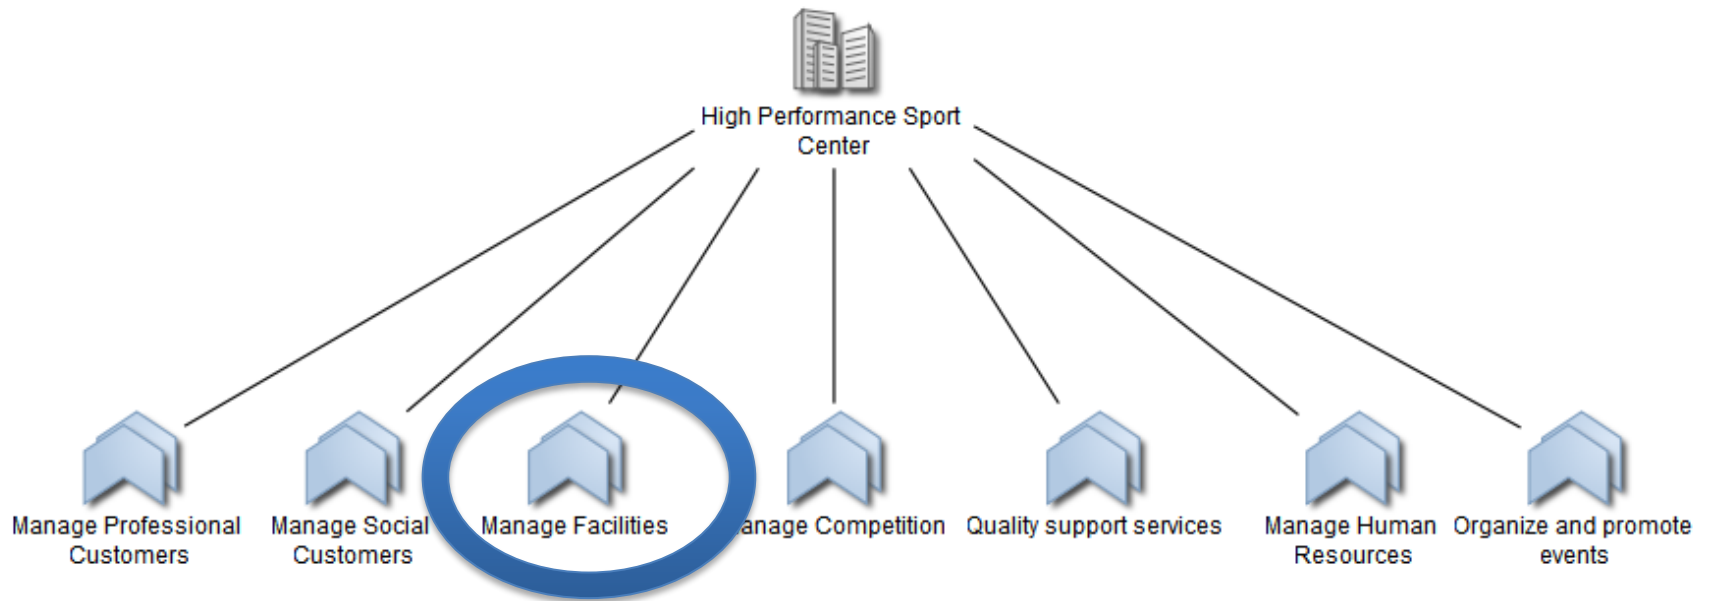 High Performance Sport
Center
Manage Professional
Customers
Manage Social
Customers
Manage Facilities
anage Competition
Quality support services
Manage Human
Resources
Organize and promote
events